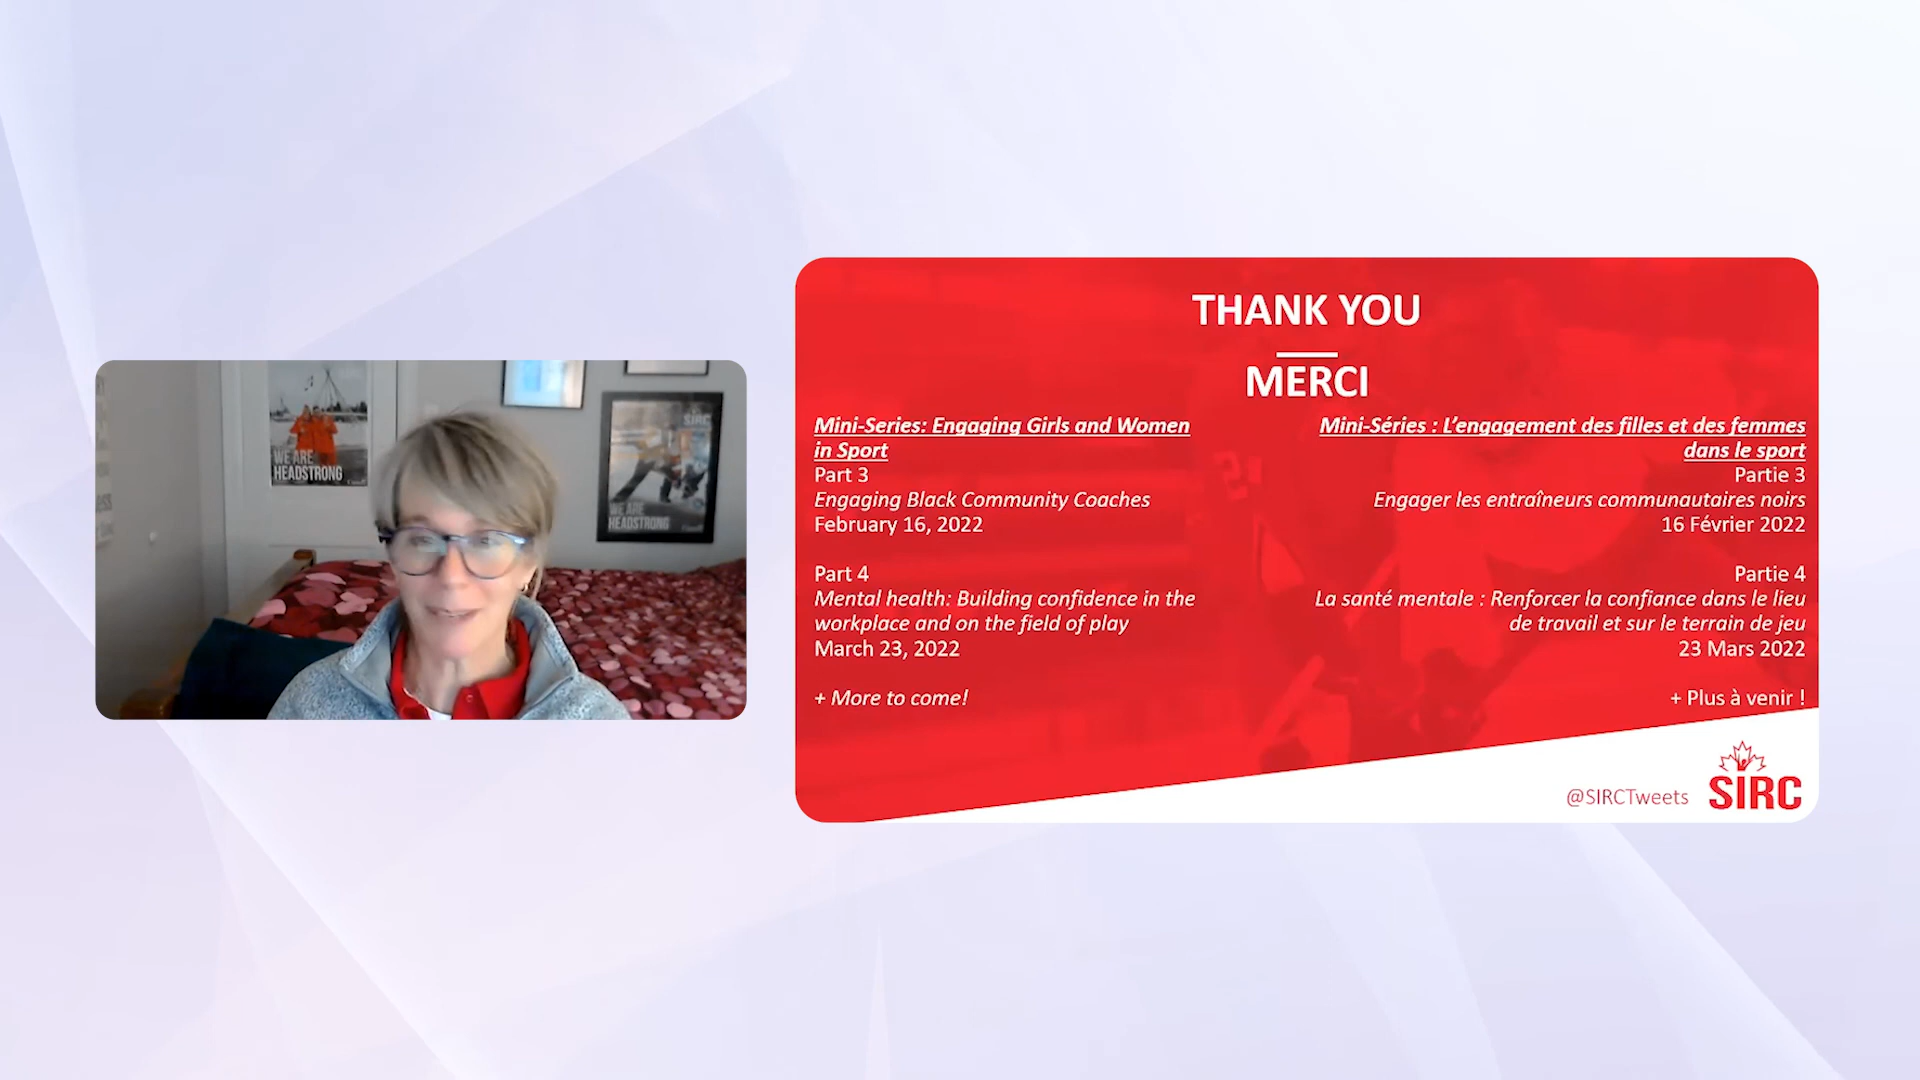 WE ARE
HEADSTRONG
SIRC
WE ARE
HEADSTRONG
THANK YOU
MERCI
Mini-Series: Engaging Girls and Women
in Sport
Part 3
Engaging Black Community Coaches
February 16, 2022
Part 4
Mental health: Building confidence in the
workplace and on the field of play
March 23, 2022
+ More to come!
Mini-Séries : L’engagement des filles et des femmes
dans le sport
Partie 3
Engager les entraîneurs communautaires noirs
16 Février 2022
Partie 4
La santé mentale : Renforcer la confiance dans le lieu
de travail et sur le terrain de jeu
23 Mars 2022
+ Plus à venir !
@SIRCTweets
SIRC